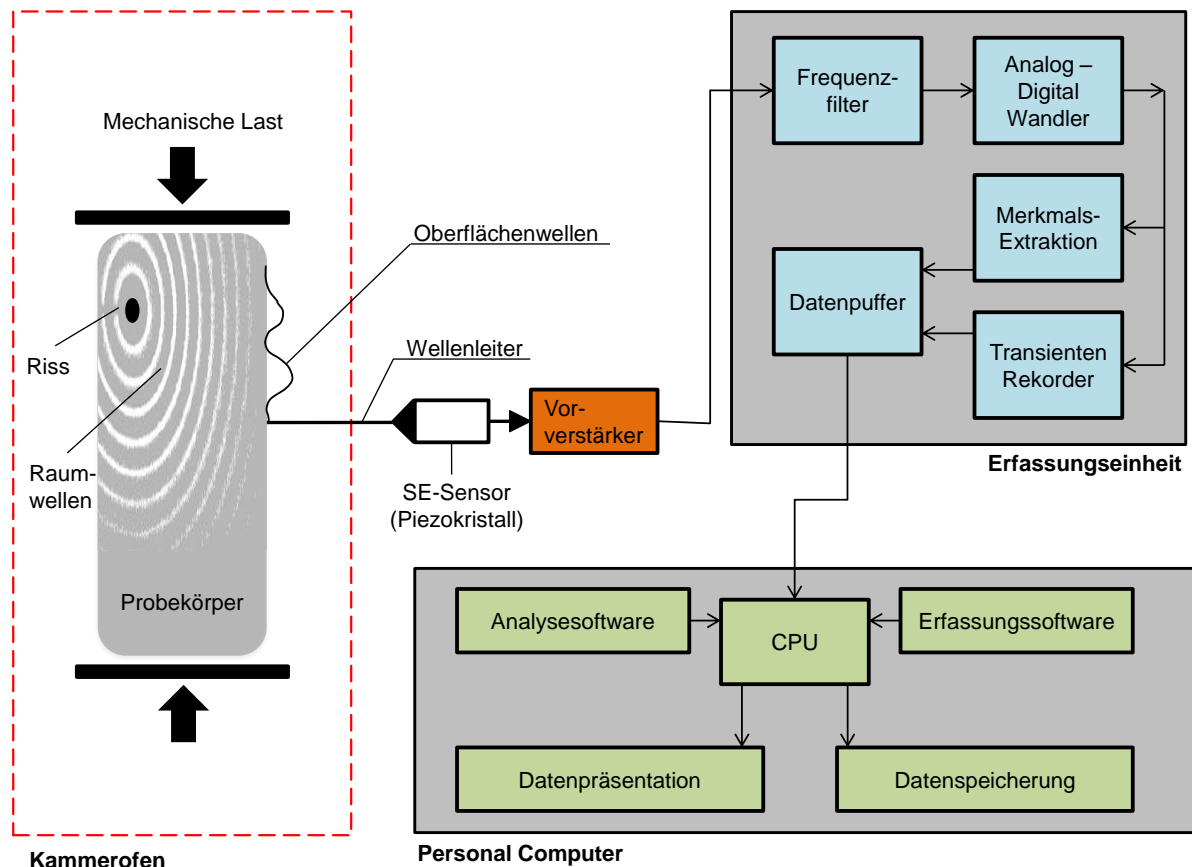 Mechanische Last
Oberflächenwellen
Wellenleiter
Riss
Raum-
wellen
Probekörper
Kammerofen
SE-Sensor
(Piezokristall)
Vor-
verstärker
Frequenz-
filter
Analog –
Digital
Wandler
Merkmals-
Extraktion
Datenpuffer
Transienten
Rekorder
Erfassungseinheit
Analysesoftware
CPU
Erfassungssoftware
Datenpräsentation
Datenspeicherung
Personal Computer